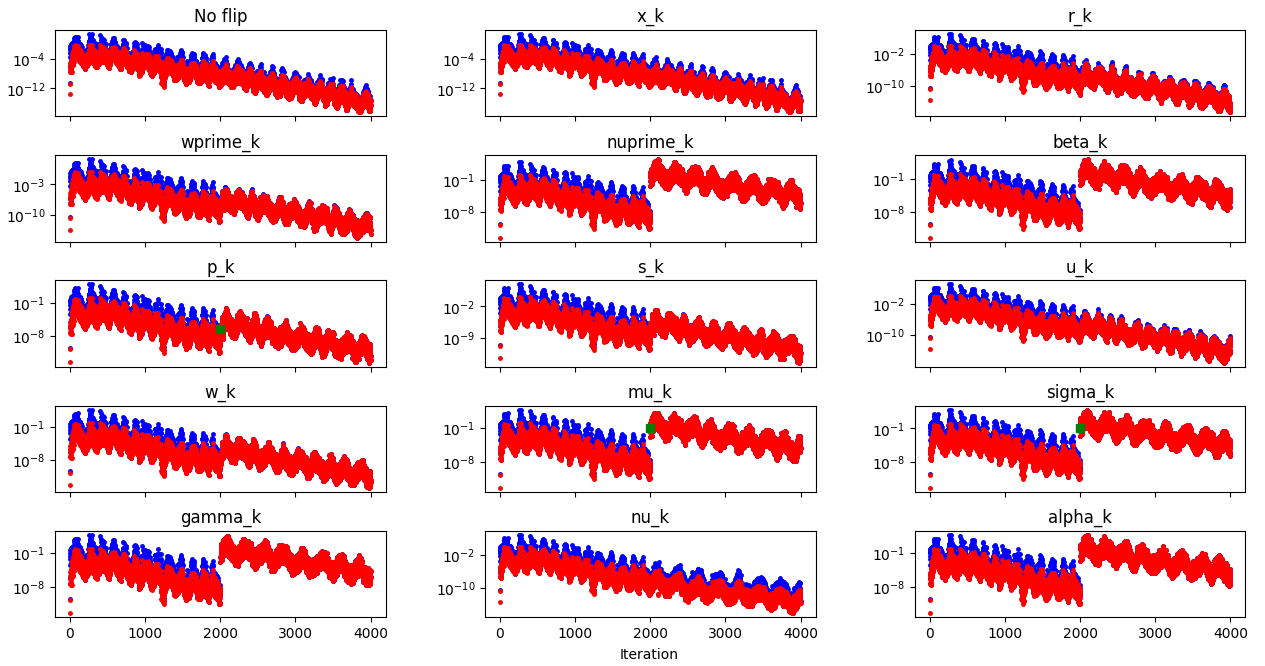 No flip x_k r_k
10⁻⁴ 10⁻⁴ 10⁻²
10⁻¹² 10⁻¹² 10⁻¹⁰
wprime_k nuprime_k beta_k
10⁻³ 10⁻¹ 10⁻¹
10⁻¹⁰ 10⁻⁸ 10⁻⁸
p_k s_k u_k
10⁻¹ 10⁻² 10⁻²
10⁻⁸ 10⁻⁹ 10⁻¹⁰
w_k mu_k sigma_k
10⁻¹ 10⁻¹ 10⁻¹
10⁻⁸ 10⁻⁸ 10⁻⁸
gamma_k nu_k alpha_k
10⁻¹ 10⁻² 10⁻¹
10⁻⁸ 10⁻¹⁰ 10⁻⁸
0 1000 2000 3000 4000 0 1000 2000 3000 4000 0 1000 2000 3000 4000
Iteration